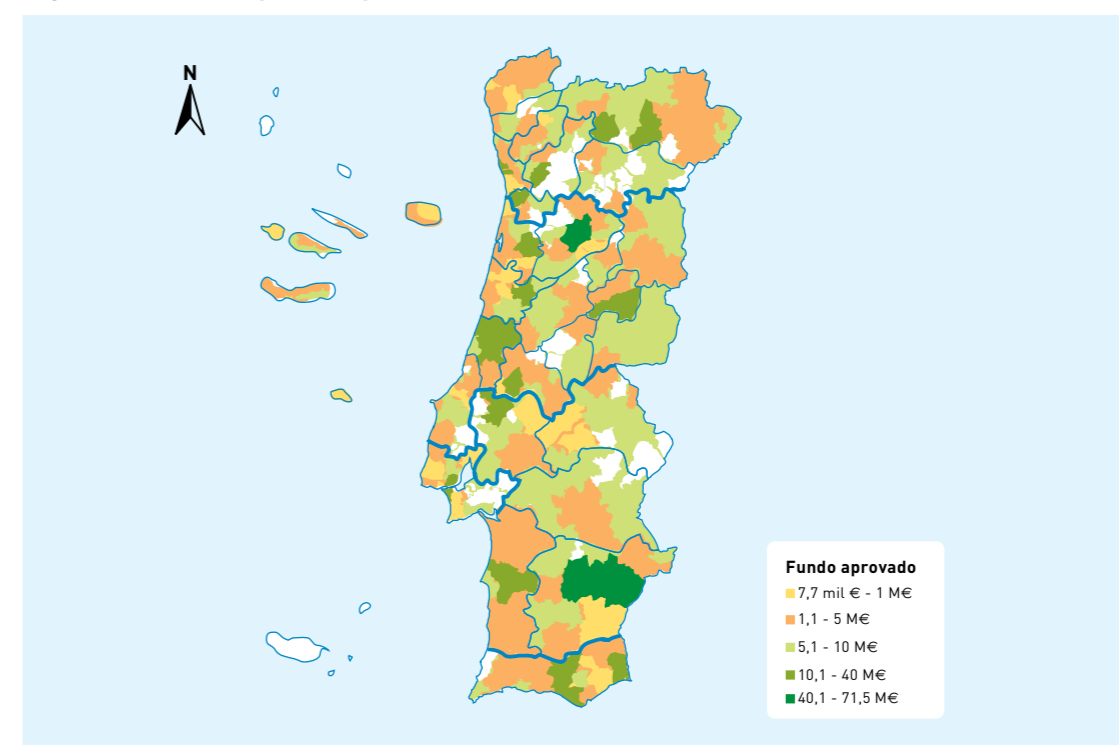 N
Fundo aprovado
7,7 mil € - 1 M€
1,1 - 5 M€
5,1 - 10 M€
10,1 - 40 M€
40,1 - 71,5 M€